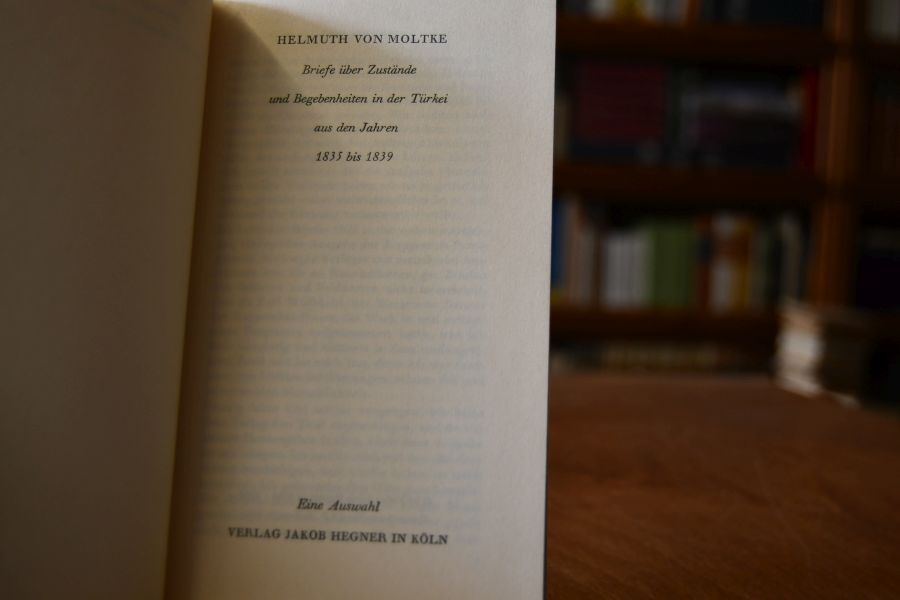 HELMUTH VON MOLTKE
Briefe über Zustände
und Begebenheiten in der Türkei
aus den Jahren
1835 bis 1839
Eine Auswahl
VERLAG JAKOB HEGNER IN KÖLN